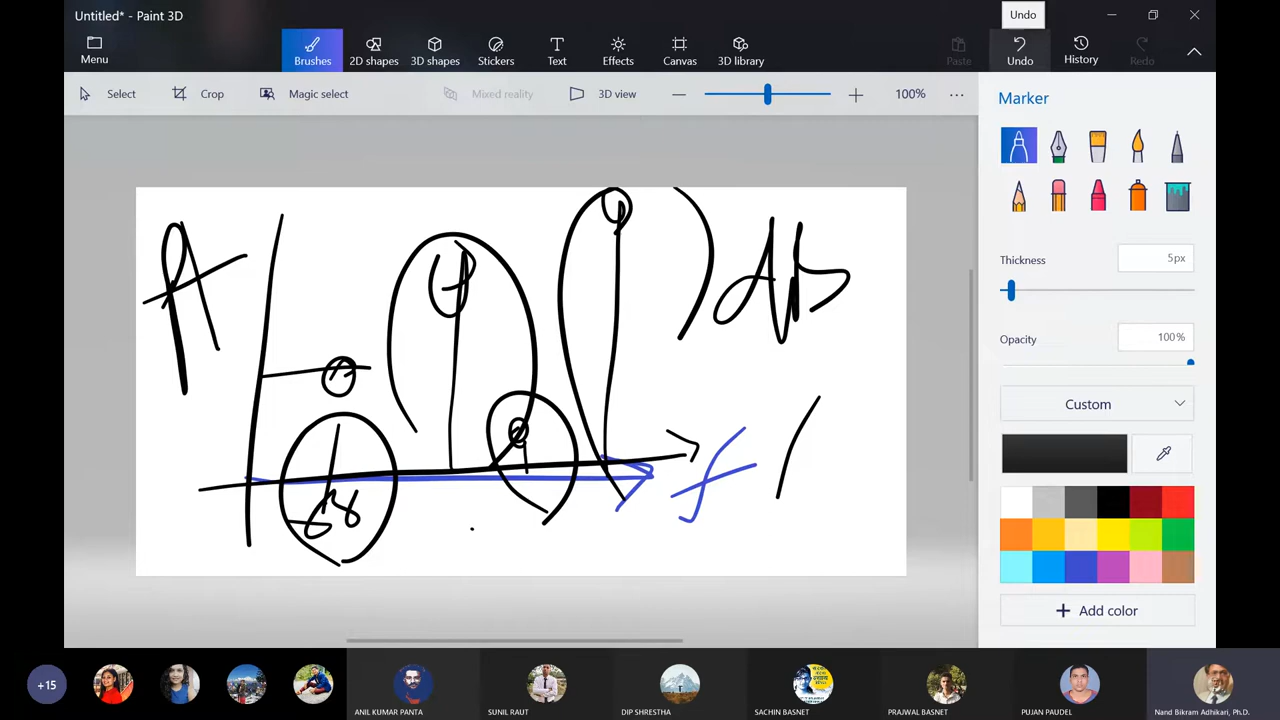 Untitled* - Paint 3D
Undo
Menu
Brushes
2D shapes
3D shapes
Stickers
Text
Effects
Canvas
3D library
Paste
Undo
History
Redo
Select
Crop
Magic select
Mixed reality
3D view
100%
Marker
Thickness
5px
Opacity
100%
Custom
Add color
A
f
+15
ANIL KUMAR PANTA
SUNIL RAUT
DIP SHRESTHA
SACHIN BASNET
PRAJWAL BASNET
PUJAN PAUDEL
Nand Bikram Adhikari, Ph.D.